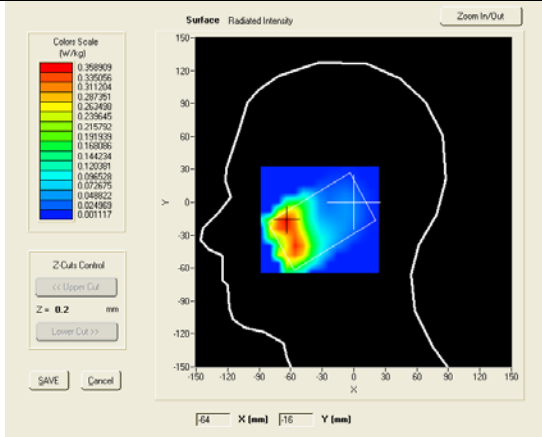 Surface Radiated Intensity
Zoom In/Out
Colors Scale
(W/kg)
0.358909
0.335056
0.311204
0.287351
0.263498
0.239645
0.215792
0.191939
0.168086
0.144234
0.120381
0.096528
0.072675
0.048822
0.024969
0.001117
150-
120-
90-
60-
30-
0-
-30-
-60-
-90-
-120-
-150-
Y
-150 -120 -90 -60 -30 0 30 60 90 120 150
X
Z-Cuts Control
<< Upper Cut
Z = 0.2 mm
Lower Cut >>
SAVE Cancel
-64 X (mm) -16 Y (mm)